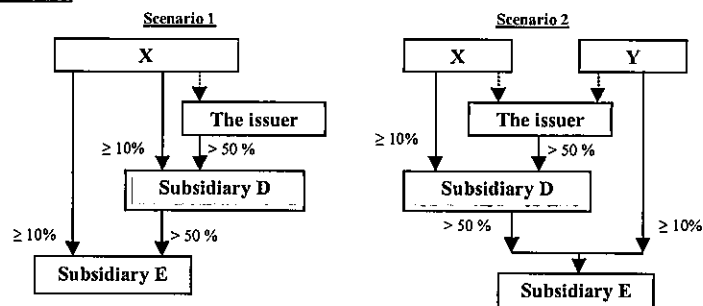 Scenario 1
Scenario 2
X
X
Y
The issuer
The issuer
≥ 10%
> 50 %
≥ 10%
> 50 %
Subsidiary D
Subsidiary D
≥ 10%
> 50 %
> 50 %
≥ 10%
Subsidiary E
Subsidiary E